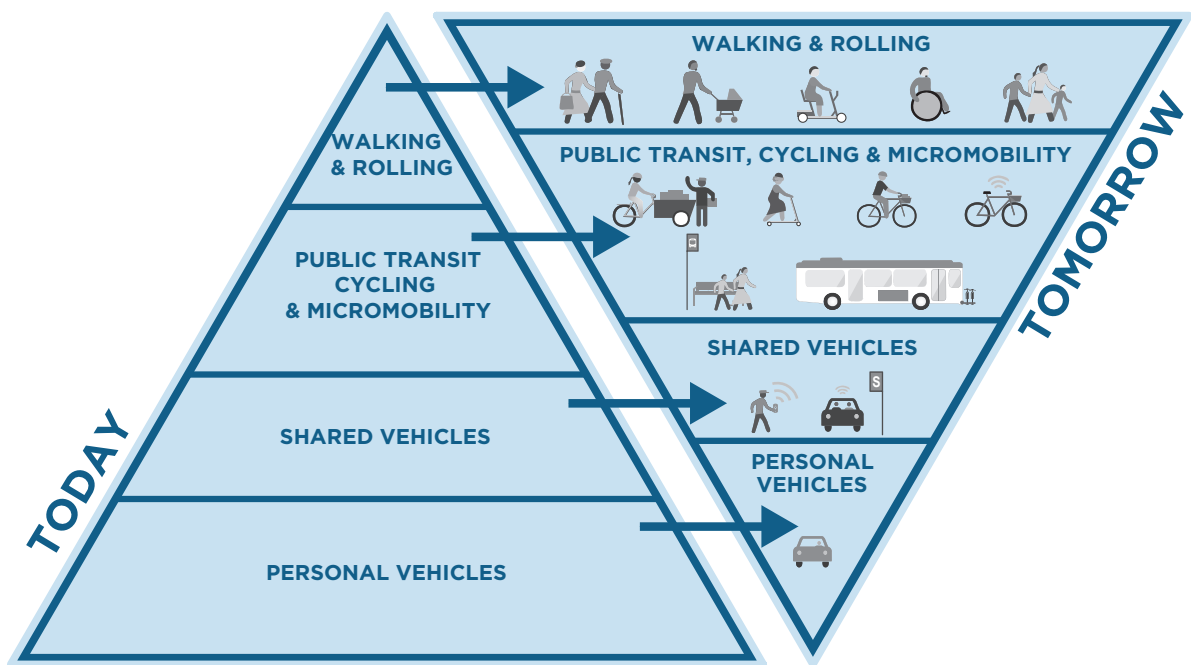 WALKING
& ROLLING
PUBLIC TRANSIT
CYCLING
& MICROMOBILITY
SHARED VEHICLES
PERSONAL VEHICLES
TODAY
WALKING & ROLLING
PUBLIC TRANSIT, CYCLING & MICROMOBILITY
SHARED VEHICLES
S
PERSONAL
VEHICLES
TOMORROW